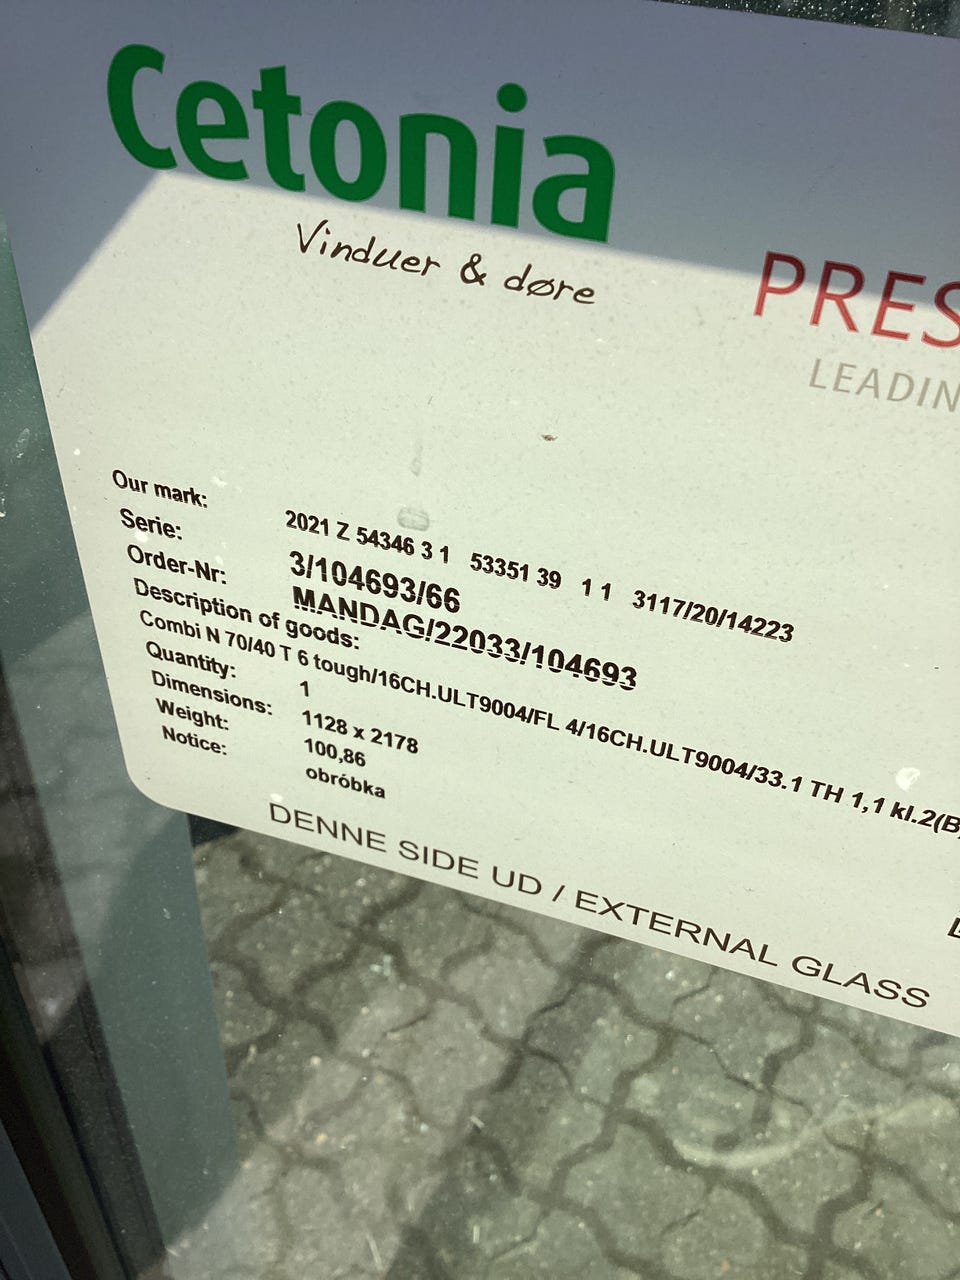 Cetonia
Vinduer & døre
PRES
LEADIN
Our mark: 2021 Z 54346 3 1 53351 39 1 1 3117/20/14223
Serie: 3/104693/66
Order-Nr: MANDAG/22033/104693
Description of goods:
Combi N 70/40 T 6 tough/16CH.ULT9004/FL 4/16CH.ULT9004/33.1 TH 1,1 kl.2(B
Quantity: 1
Dimensions: 1128 x 2178
Weight: 100,86
Notice: obróbka
DENNE SIDE UD / EXTERNAL GLASS